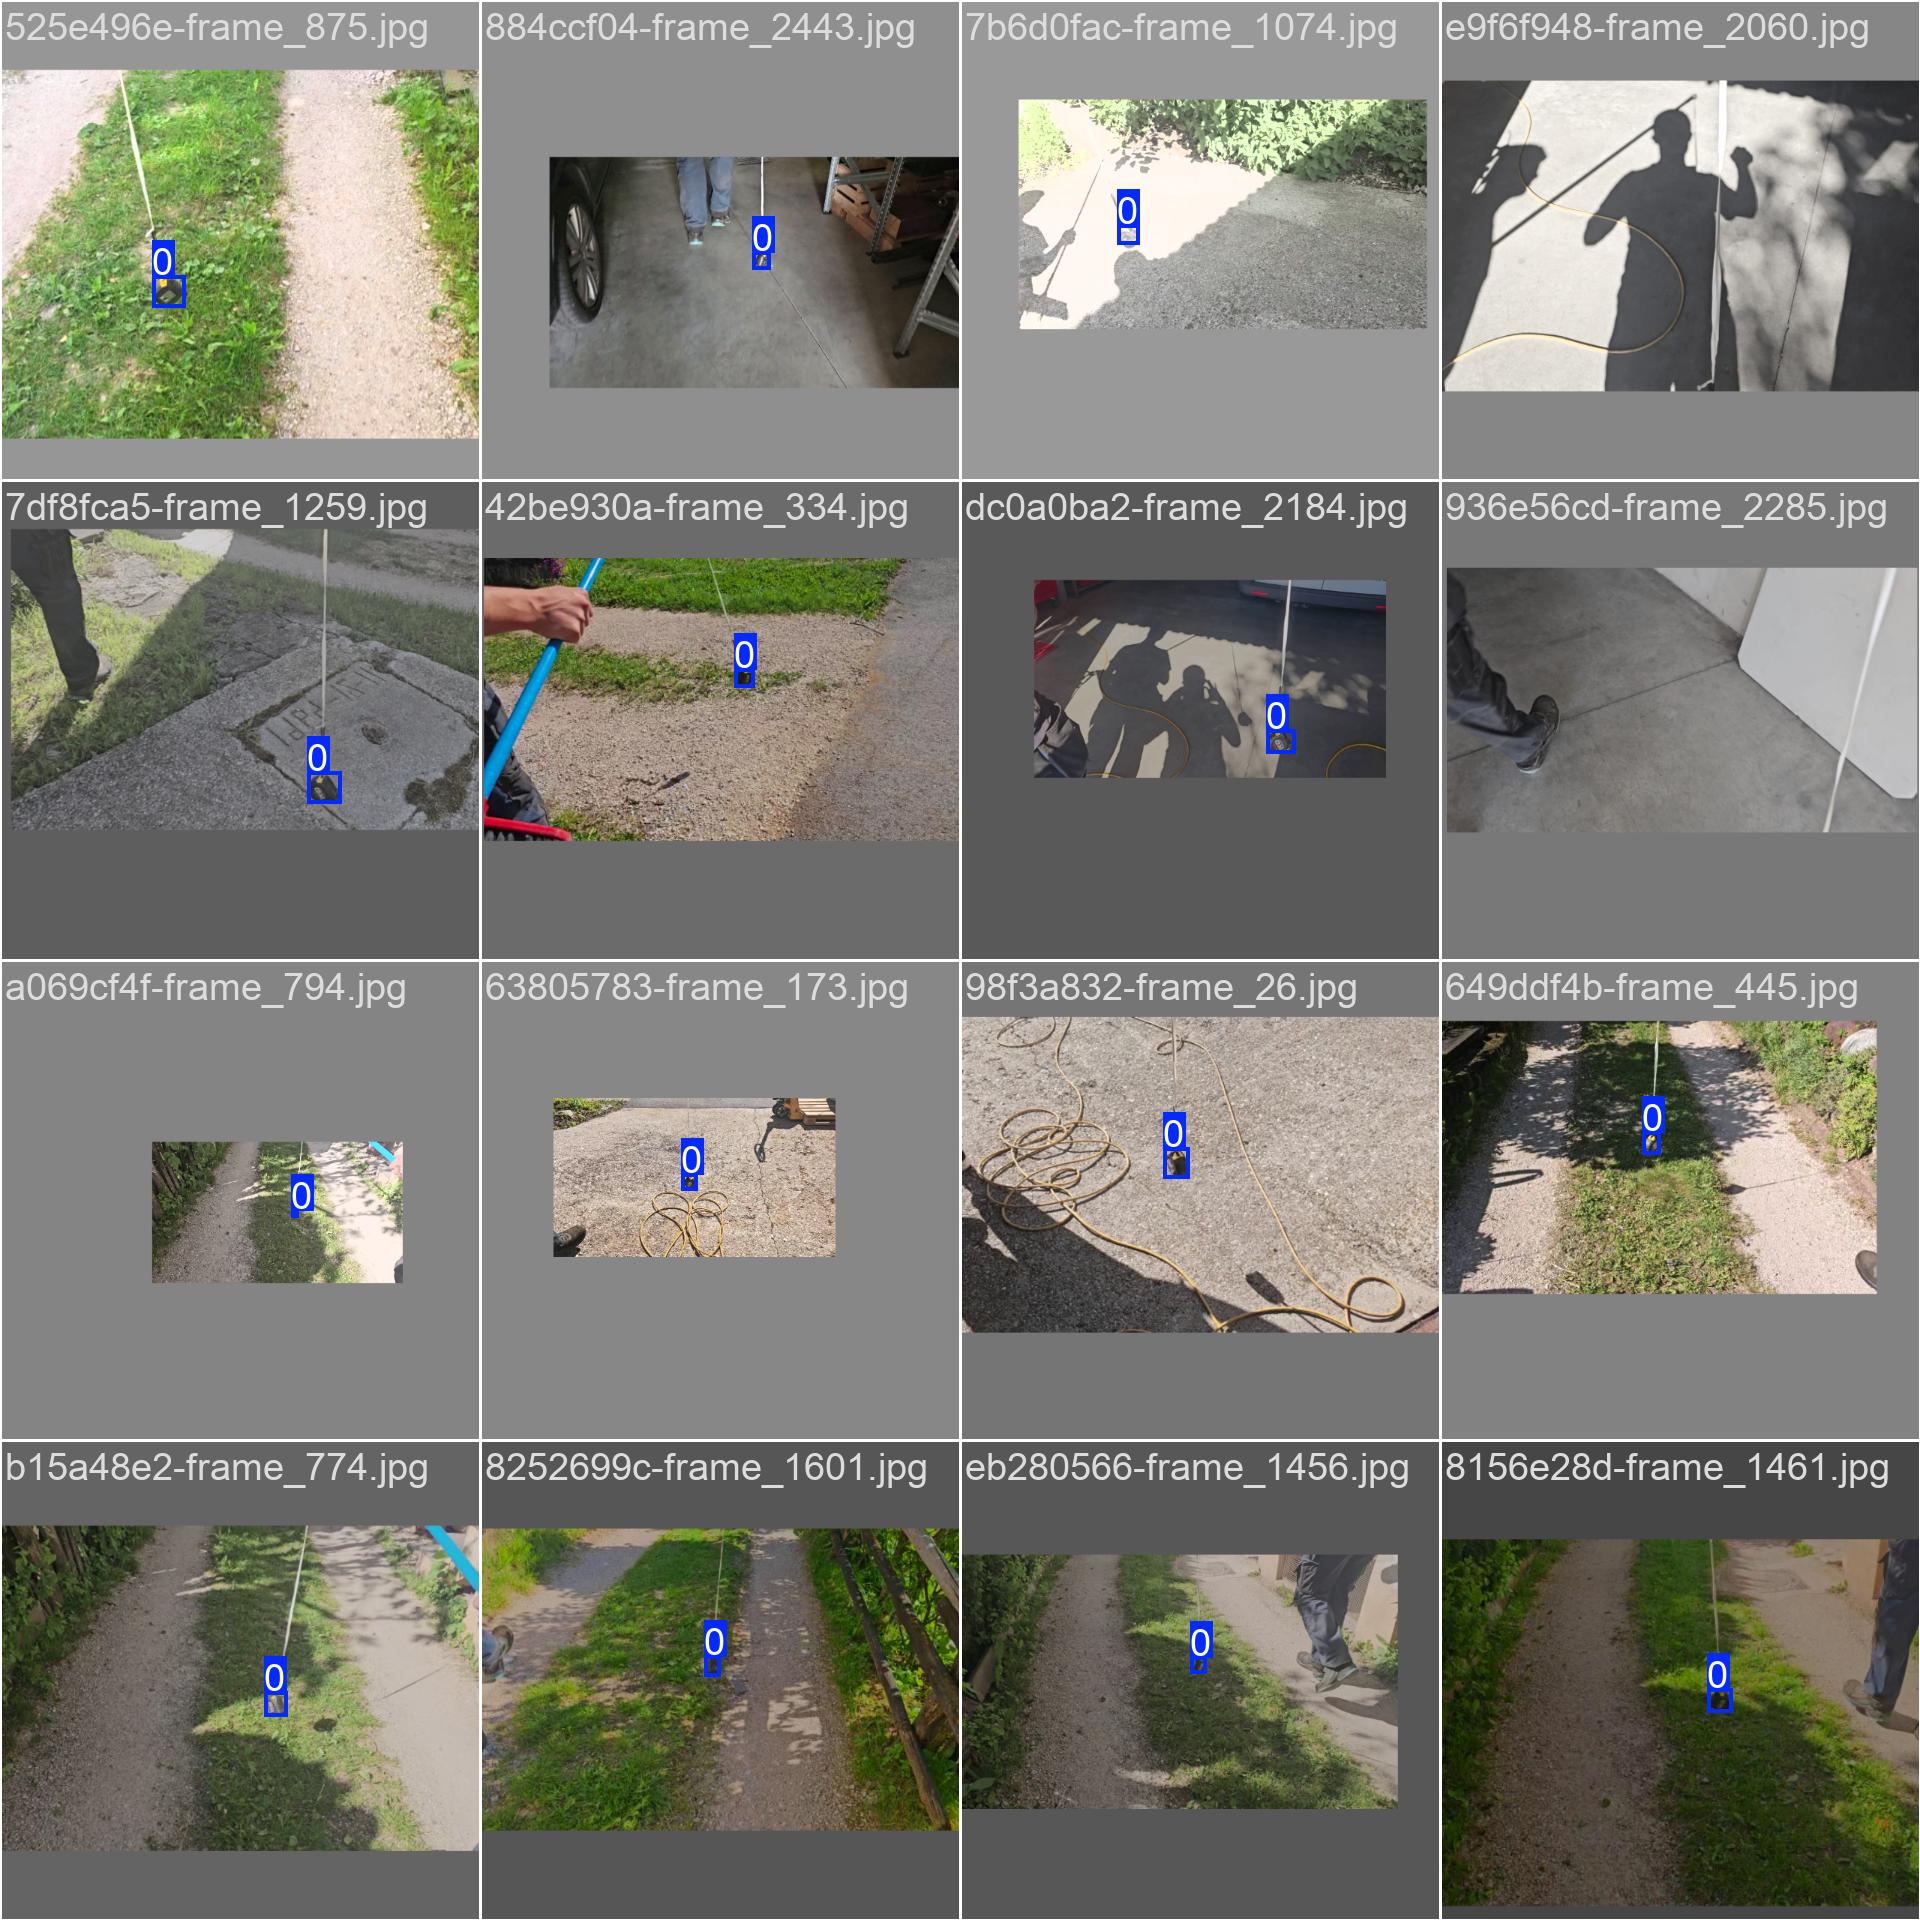 525e496e-frame_875.jpg
884ccf04-frame_2443.jpg
7b6d0fac-frame_1074.jpg
e9f6f948-frame_2060.jpg
0
0
0
7df8fca5-frame_1259.jpg
42be930a-frame_334.jpg
dc0a0ba2-frame_2184.jpg
936e56cd-frame_2285.jpg
0
0
0
a069cf4f-frame_794.jpg
63805783-frame_173.jpg
98f3a832-frame_26.jpg
649ddf4b-frame_445.jpg
0
0
0
0
b15a48e2-frame_774.jpg
8252699c-frame_1601.jpg
eb280566-frame_1456.jpg
8156e28d-frame_1461.jpg
0
0
0
0